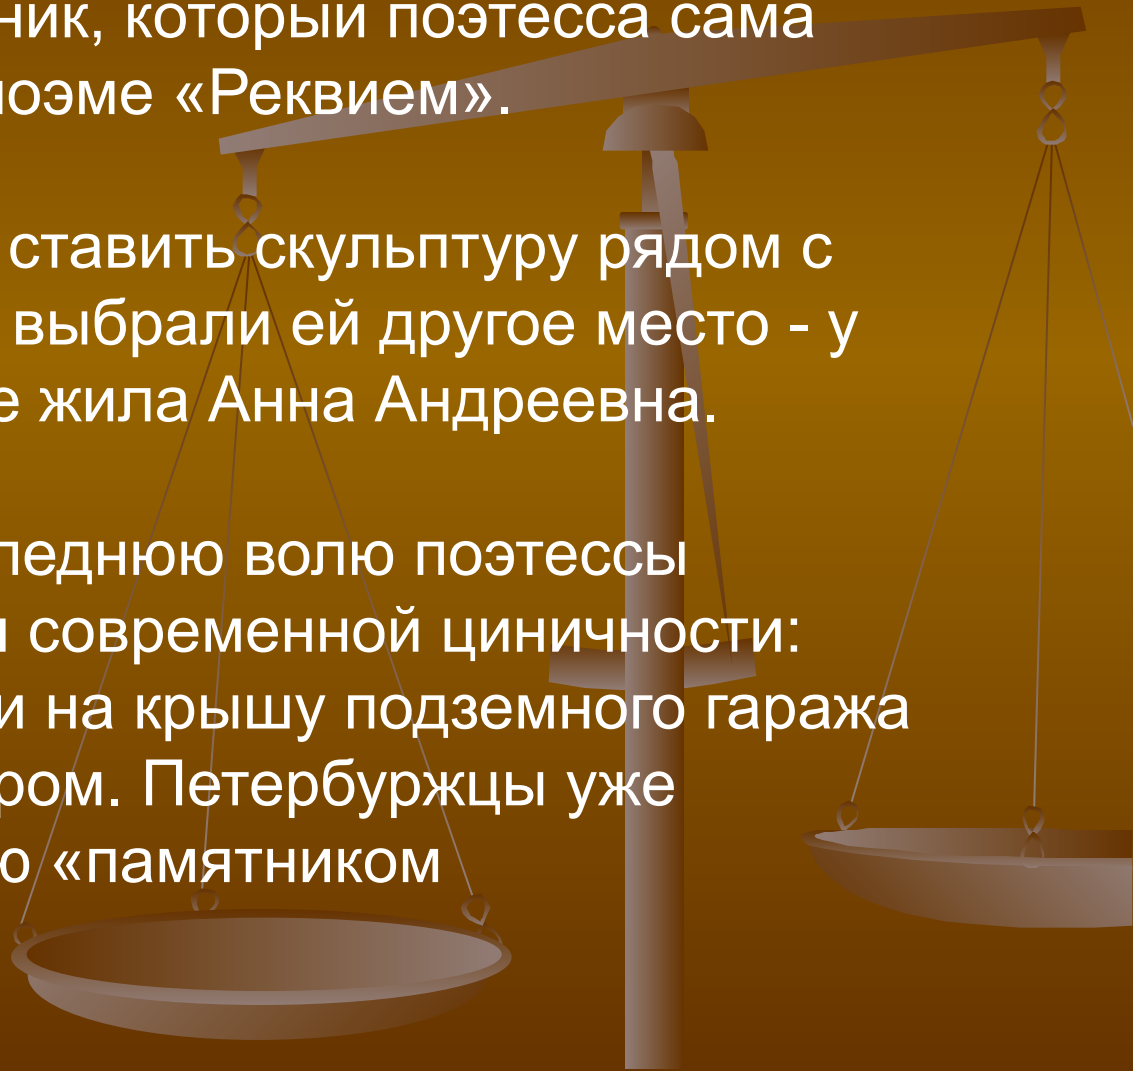 ник, который поэтесса сама
поэме «Реквием».
ставить скульптуру рядом с
выбрали ей другое место - у
е жила Анна Андреевна.
леднюю волю поэтессы
современной циничности:
и на крышу подземного гаража
ром. Петербуржцы уже
ю «памятником